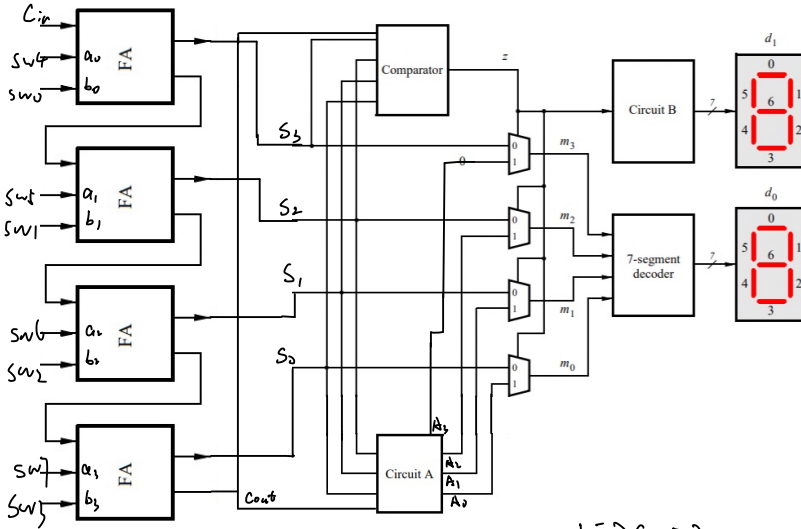 Cin
SW4 a0
SW0 b0
FA
SW5 a1
SW1 b1
FA
SW6 a2
SW2 b2
FA
SW7 a3
SW3 b3
FA
Cout
S3
S2
S1
S0
Comparator
z
0
1
0
m3
0
1
m2
0
1
m1
0
1
m0
Circuit A
A3
A2
A1
A0
Circuit B
7
d1
0
5 6 1
4 2
3
7-segment
decoder
7
d0
0
5 6 1
4 2
3